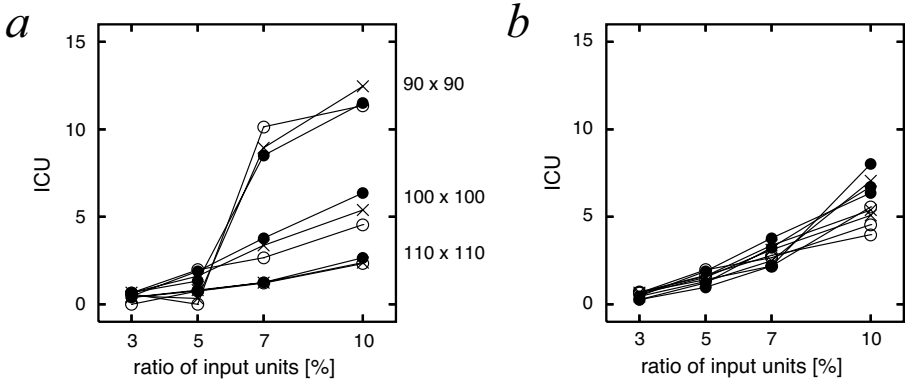 a
15
10
5
0
ICU
3 5 7 10
ratio of input units [%]
90 x 90
100 x 100
110 x 110
b
15
10
5
0
ICU
3 5 7 10
ratio of input units [%]